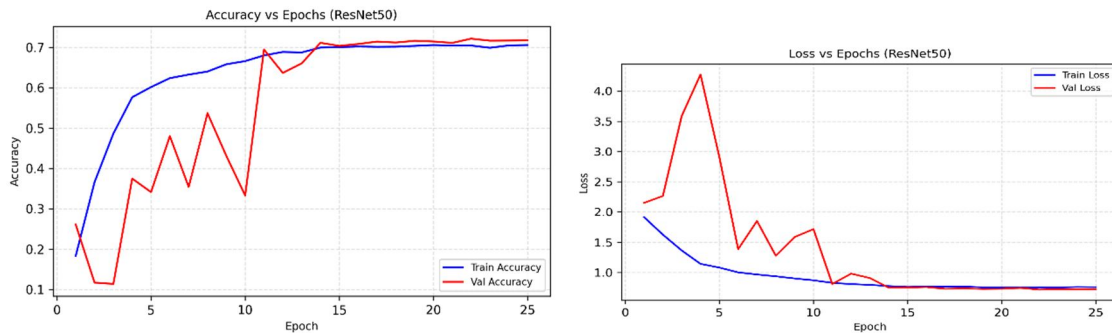 Accuracy vs Epochs (ResNet50)
0.7
0.6
0.5
0.4
0.3
0.2
0.1
Accuracy
Train Accuracy
Val Accuracy
0 5 10 15 20 25
Epoch
Loss vs Epochs (ResNet50)
Train Loss
Val Loss
4.0
3.5
3.0
2.5
2.0
1.5
1.0
Loss
0 5 10 15 20 25
Epoch